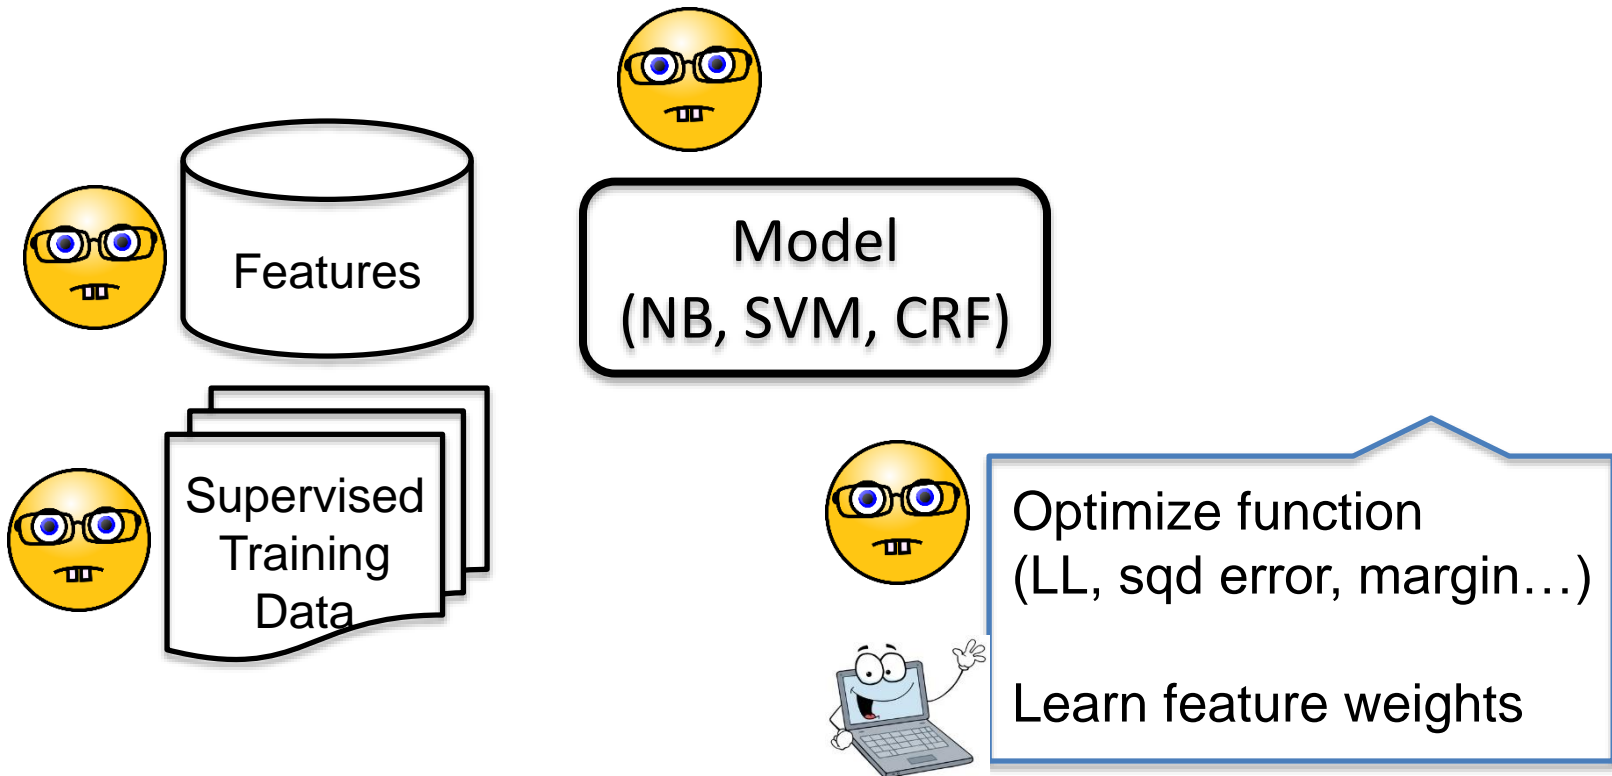 Features
Model
(NB, SVM, CRF)
Supervised
Training
Data
Optimize function
(LL, sqd error, margin…)
Learn feature weights